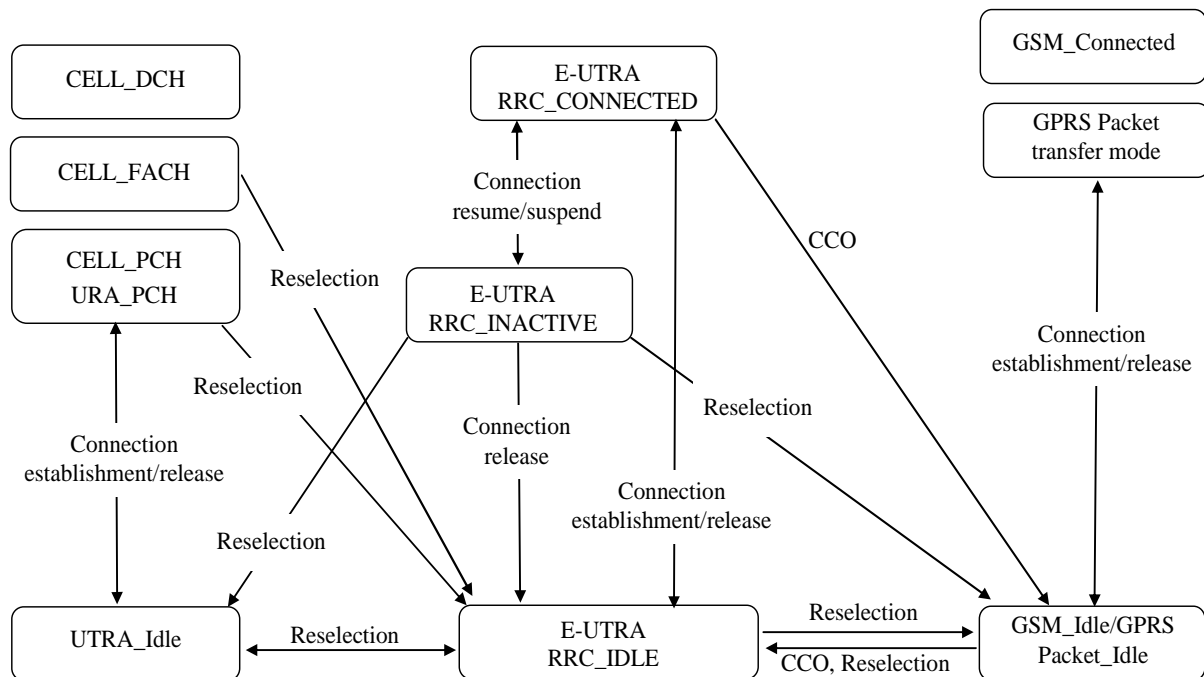 CELL_DCH
CELL_FACH
CELL_PCH
URA_PCH
E-UTRA
RRC_CONNECTED
GSM_Connected
GPRS Packet
transfer mode
Connection
resume/suspend
CCO
Reselection
E-UTRA
RRC_INACTIVE
Connection
establishment/release
Reselection
Reselection
Connection
release
Connection
establishment/release
Connection
establishment/release
Reselection
UTRA_Idle
Reselection
E-UTRA
RRC_IDLE
Reselection
CCO, Reselection
GSM_Idle/GPRS
Packet_Idle